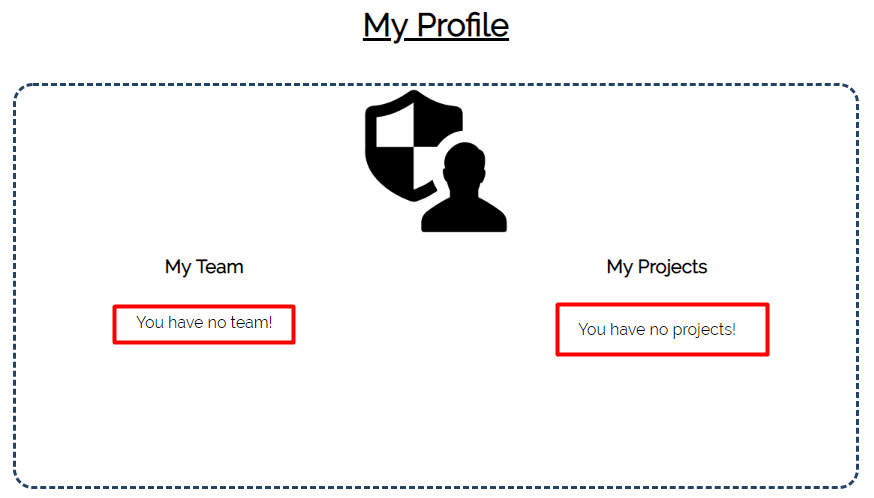 My Profile
My Team
My Projects
You have no team!
You have no projects!